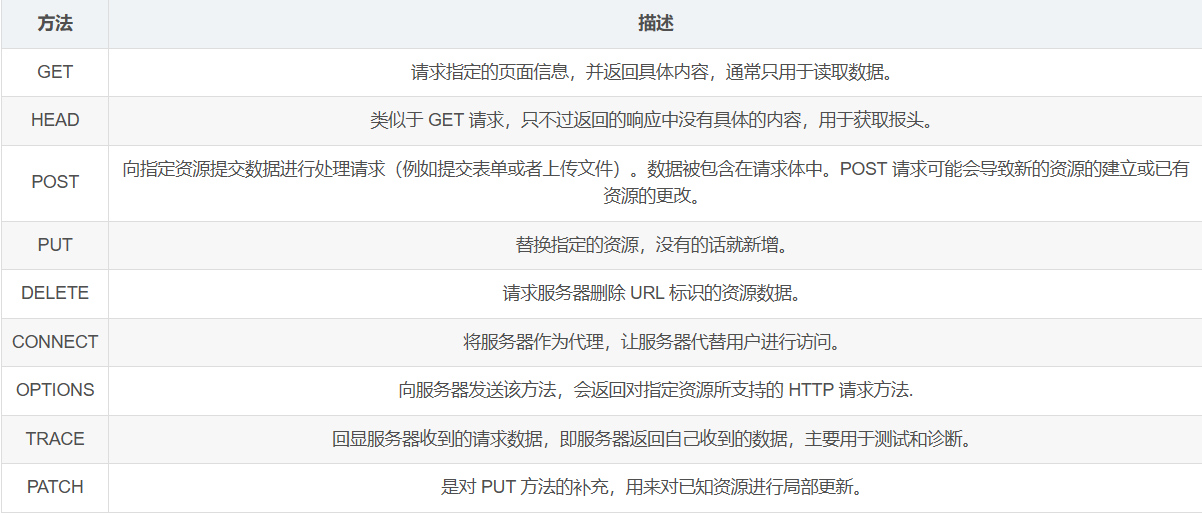 方法 描述
GET 请求指定的页面信息，并返回具体内容，通常只用于读取数据。
HEAD 类似于 GET 请求，只不过返回的响应中没有具体的内容，用于获取报头。
POST 向指定资源提交数据进行处理请求（例如提交表单或者上传文件）。数据被包含在请求体中。POST 请求可能会导致新的资源的建立或已有
资源的更改。
PUT 替换指定的资源，没有的话就新增。
DELETE 请求服务器删除 URL 标识的资源数据。
CONNECT 将服务器作为代理，让服务器代替用户进行访问。
OPTIONS 向服务器发送该方法，会返回对指定资源所支持的 HTTP 请求方法.
TRACE 回显服务器收到的请求数据，即服务器返回自己收到的数据，主要用于测试和诊断。
PATCH 是对 PUT 方法的补充，用来对已知资源进行局部更新。